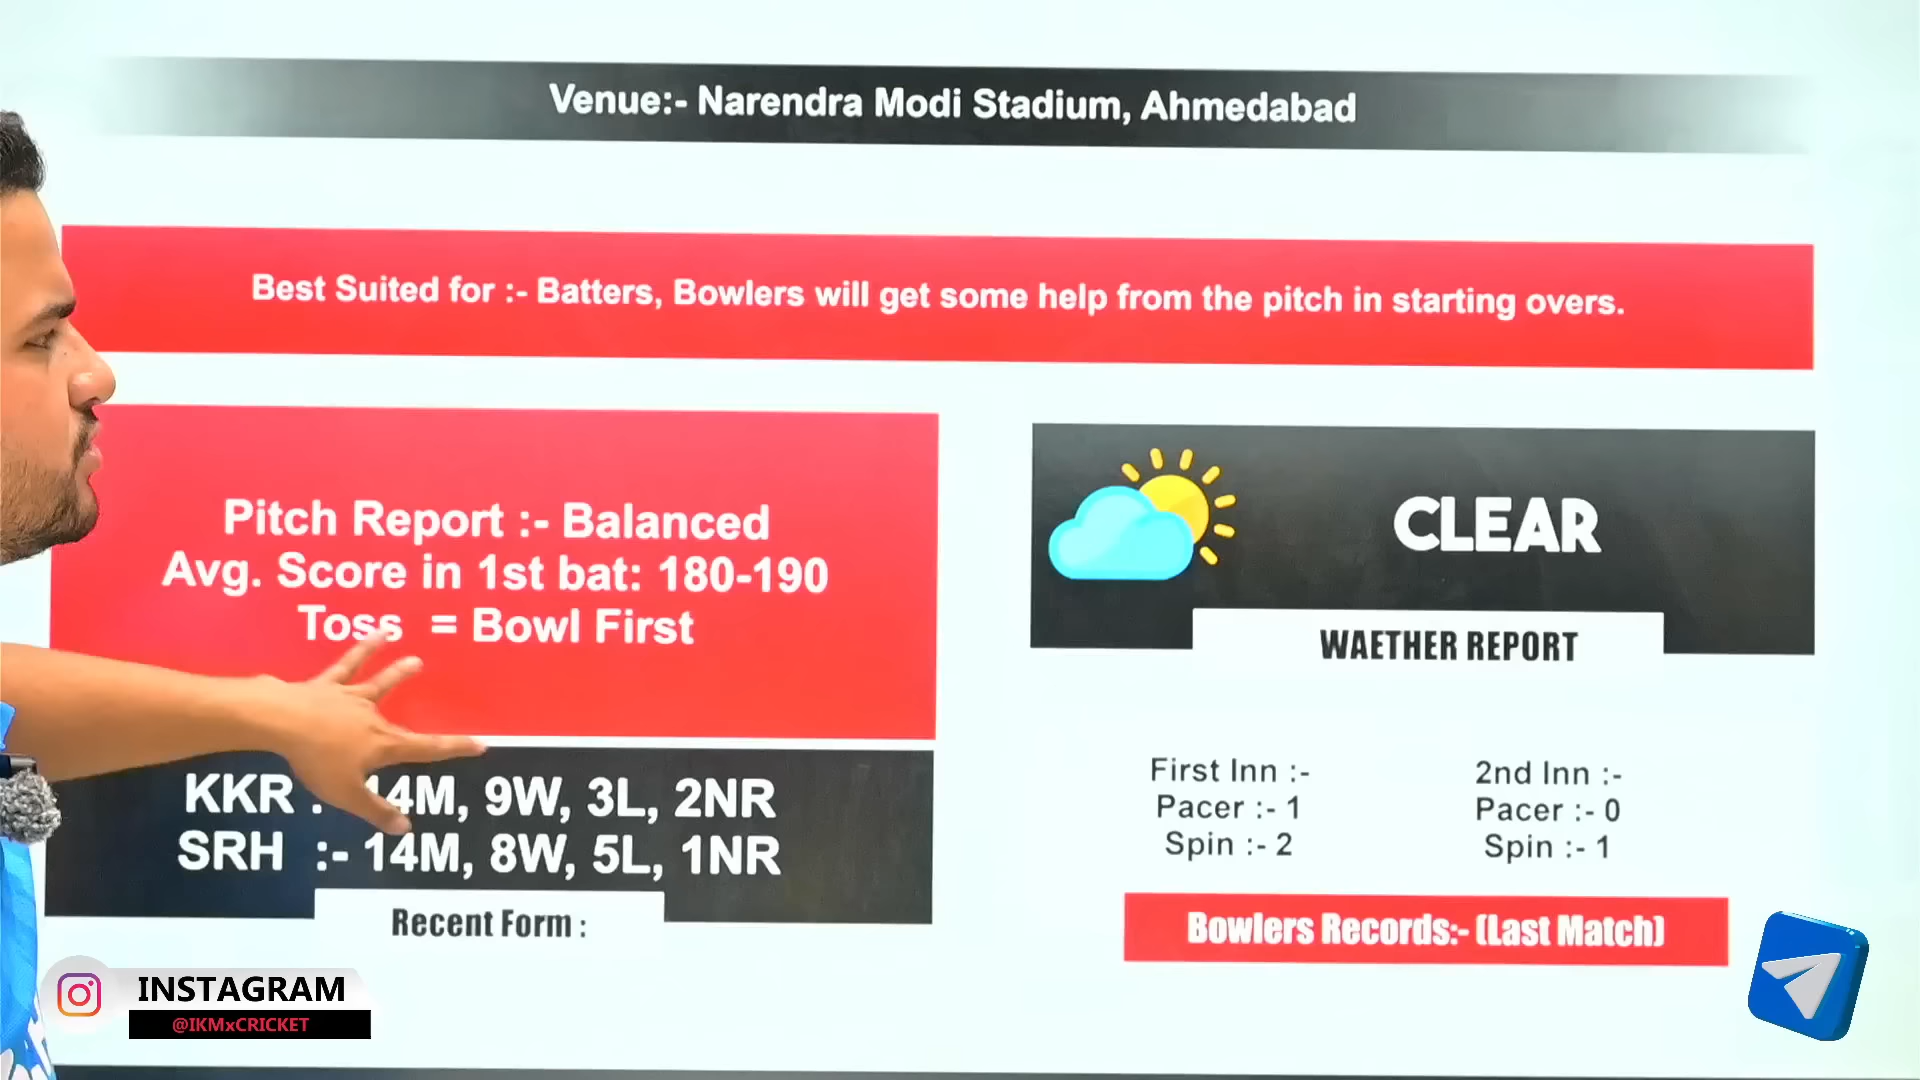 Venue:- Narendra Modi Stadium, Ahmedabad
Best Suited for :- Batters, Bowlers will get some help from the pitch in starting overs.
Pitch Report :- Balanced
Avg. Score in 1st bat: 180-190
Toss = Bowl First
KKR : 14M, 9W, 3L, 2NR
SRH :- 14M, 8W, 5L, 1NR
Recent Form :
CLEAR
WAETHER REPORT
First Inn :-
Pacer :- 1
Spin :- 2
2nd Inn :-
Pacer :- 0
Spin :- 1
Bowlers Records:- (Last Match)
INSTAGRAM
@IKMxCRICKET